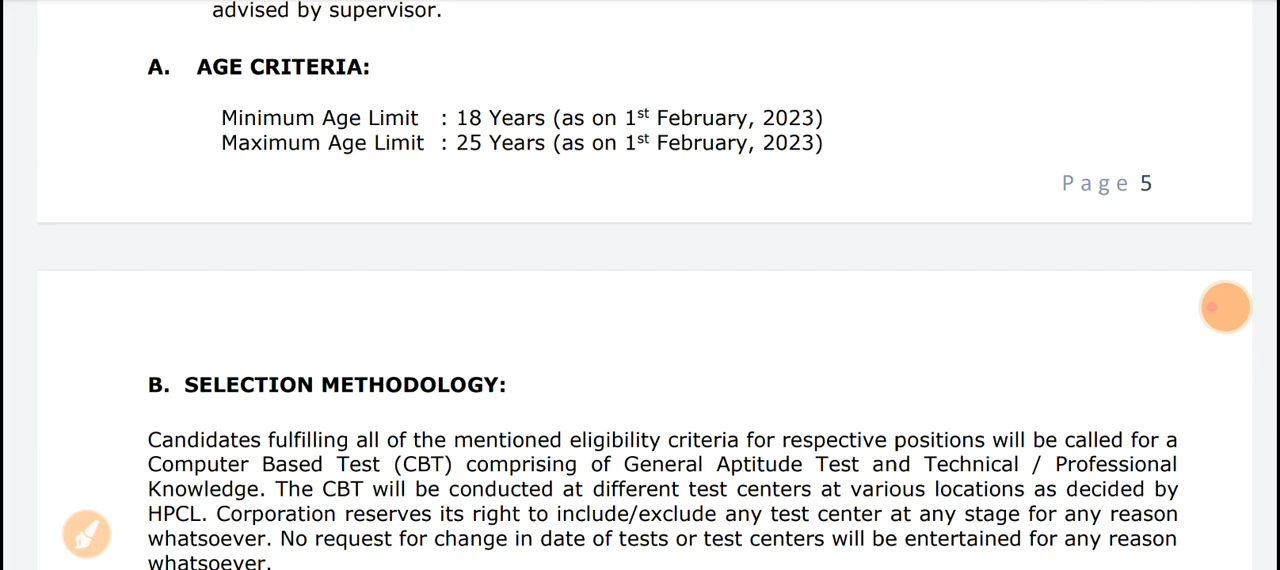 advised by supervisor.
A. AGE CRITERIA:
Minimum Age Limit : 18 Years (as on 1st February, 2023)
Maximum Age Limit : 25 Years (as on 1st February, 2023)
Page 5
B. SELECTION METHODOLOGY:
Candidates fulfilling all of the mentioned eligibility criteria for respective positions will be called for a
Computer Based Test (CBT) comprising of General Aptitude Test and Technical / Professional
Knowledge. The CBT will be conducted at different test centers at various locations as decided by
HPCL. Corporation reserves its right to include/exclude any test center at any stage for any reason
whatsoever. No request for change in date of tests or test centers will be entertained for any reason
whatsoever.